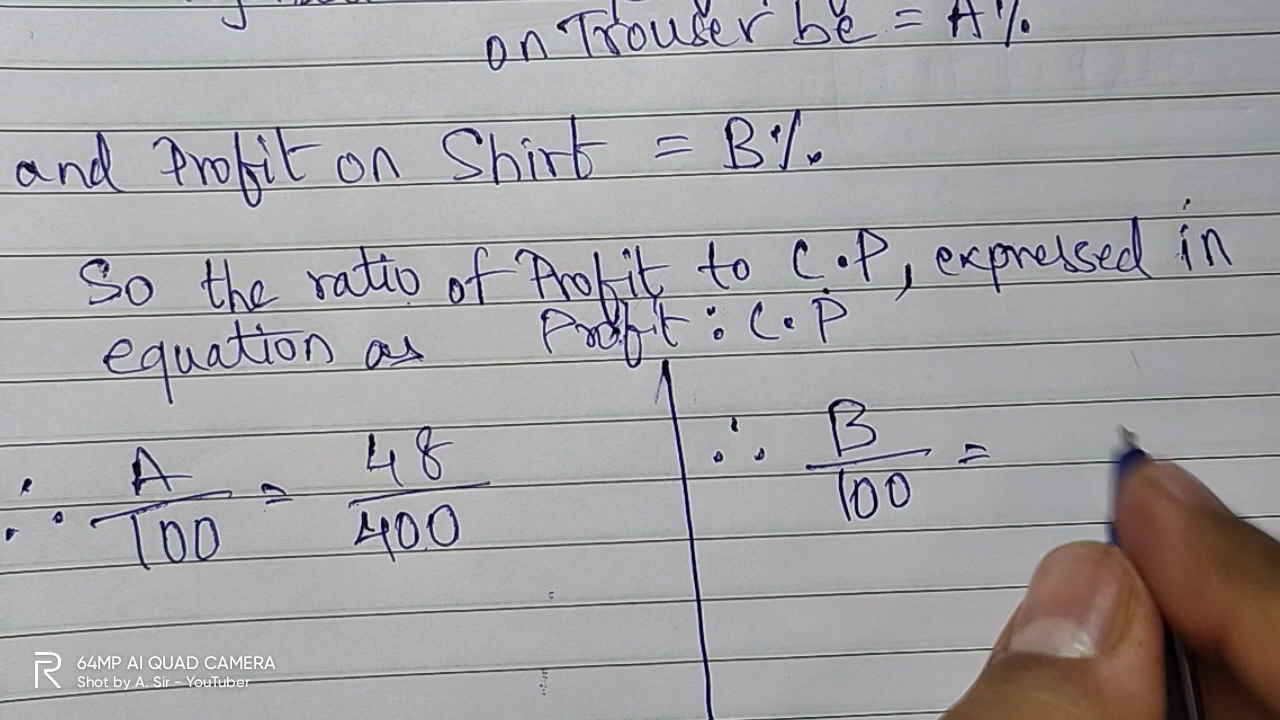 on Trouser be = A%
and Profit on Shirt = B%.
So the ratio of Profit to C.P, expressed in
equation as Profit : C.P
∴ A/100 = 48/400
∴ B/100 =
64MP AI QUAD CAMERA
Shot by A. Sir - YouTuber